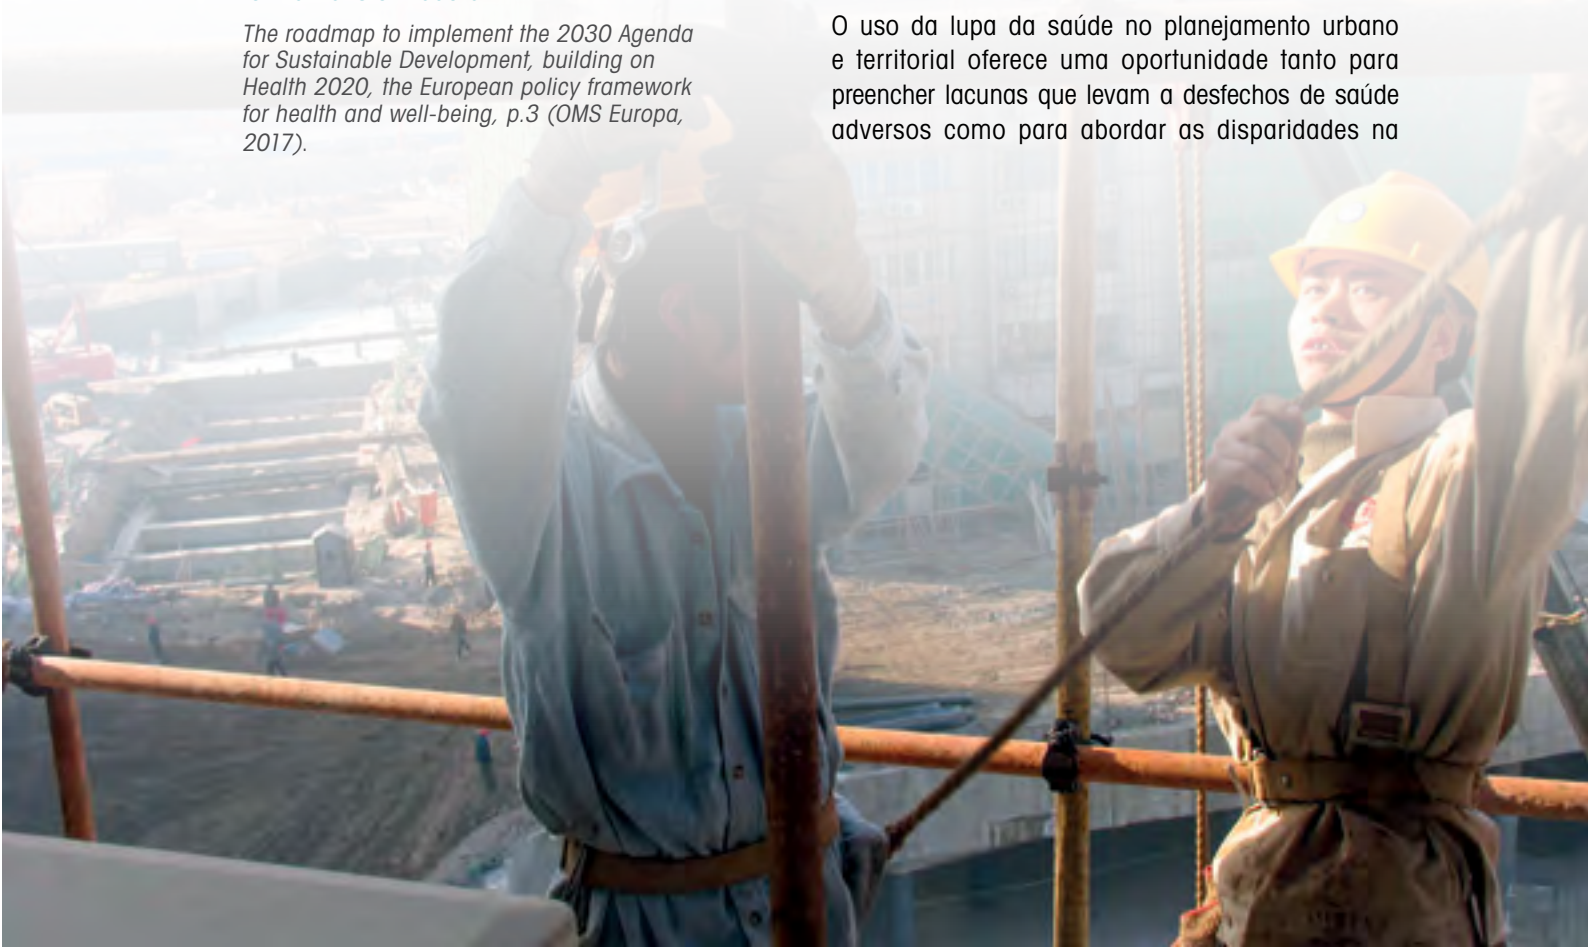 The roadmap to implement the 2030 Agenda
for Sustainable Development, building on
Health 2020, the European policy framework
for health and well-being, p.3 (OMS Europa,
2017).
O uso da lupa da saúde no planejamento urbano
e territorial oferece uma oportunidade tanto para
preencher lacunas que levam a desfechos de saúde
adversos como para abordar as disparidades na